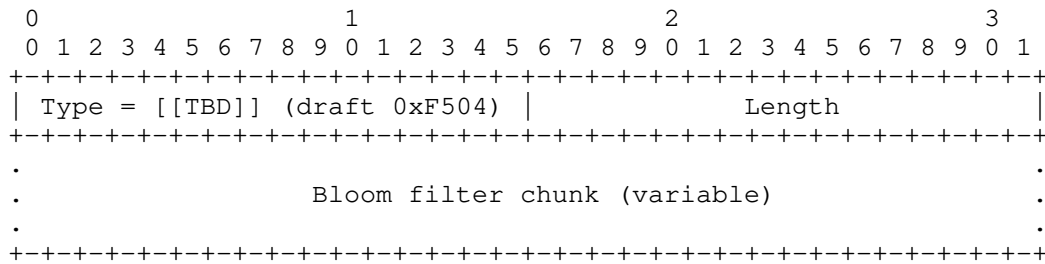 0                   1                   2                   3
 0 1 2 3 4 5 6 7 8 9 0 1 2 3 4 5 6 7 8 9 0 1 2 3 4 5 6 7 8 9 0 1
+-+-+-+-+-+-+-+-+-+-+-+-+-+-+-+-+-+-+-+-+-+-+-+-+-+-+-+-+-+-+-+-+
| Type = [[TBD]] (draft 0xF504) |             Length            |
+-+-+-+-+-+-+-+-+-+-+-+-+-+-+-+-+-+-+-+-+-+-+-+-+-+-+-+-+-+-+-+-+
.                                                               .
.                  Bloom filter chunk (variable)                .
.                                                               .
+-+-+-+-+-+-+-+-+-+-+-+-+-+-+-+-+-+-+-+-+-+-+-+-+-+-+-+-+-+-+-+-+